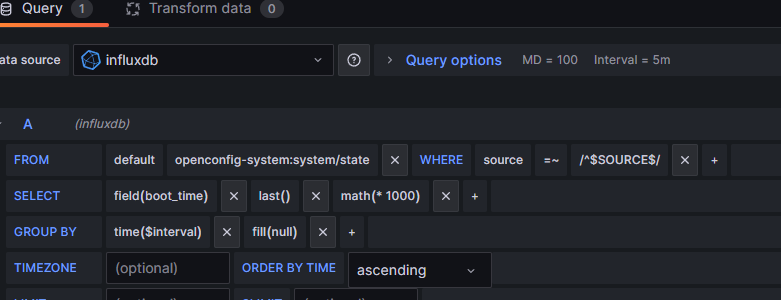 Query 1 Transform data 0
ata source influxdb Query options MD = 100 Interval = 5m
A (influxdb)
FROM default openconfig-system:system/state WHERE source =~ /^$SOURCE$/ +
SELECT field(boot_time) last() math(* 1000) +
GROUP BY time($interval) fill(null) +
TIMEZONE (optional) ORDER BY TIME ascending